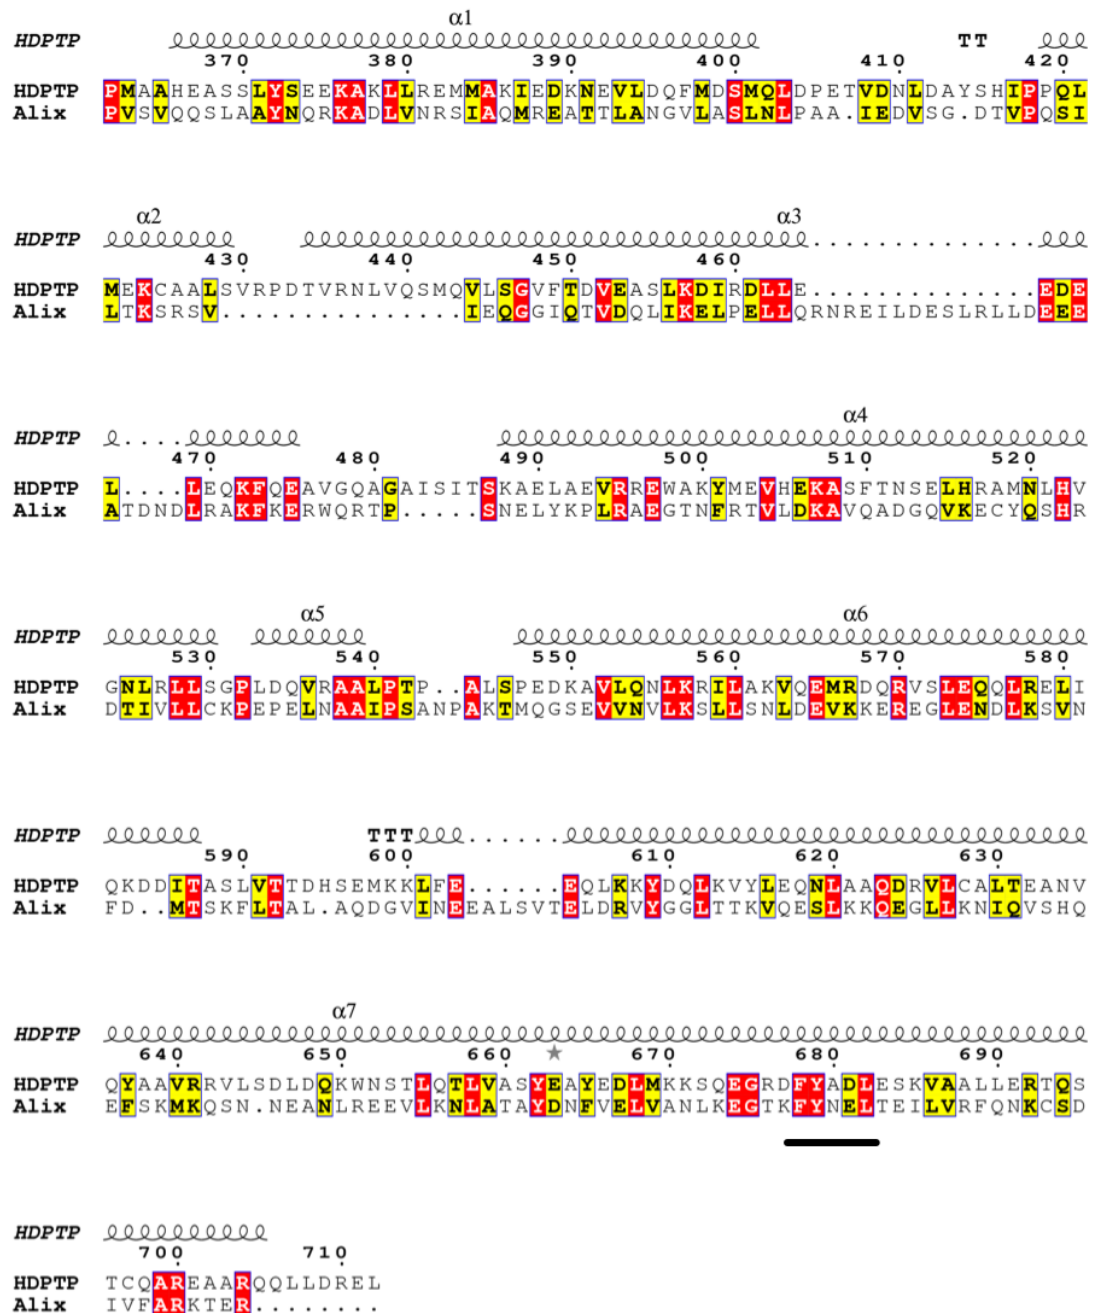 α1
HDPTP TT
370 380 390 400 410 420
HDPTP PMAAHEASSLYSEEKAKLLREMMAKIEDKNEVLDQFMDSMQLDPETVDNLDAYSHIPPQL
Alix PVSVQQSLAAYNQRKADLVNRSIAQMREATTLANGVLASLNLPAA.IEDVSG.DTVPQSI
α2 α3
HDPTP ..............
430 440 450 460
HDPTP MEKCAALSVRPDTVRNLVQSMQVLSGVFTDVEASLKDIRDLLE..............EDE
Alix LTKSRSV...............IEQGGIQTVDQLIKELPELLQRNREILDESLRLLDEEE
α4
HDPTP ....
470 480 490 500 510 520
HDPTP L....LEQKFQEAVGQAGAISITSKAELAEVRREWAKYMEVHEKASFTNSELHRAMNLHV
Alix ATDNDLRAKFKERWQRTP.....SNELYKPLRAEGTNFRTVLDKAVQADGQVKECYQSHR
α5 α6
HDPTP
530 540 550 560 570 580
HDPTP GNLRLLSGPLDQVRAALPTP..ALSPEDKAVLQNLKRILAKVQEMRDQRVSLEQQLRELI
Alix DTIVLLCKPEPELNAAIPSANPAKTMQGSEVVNVLKSLLSNLDEVKKEREGLENDLKSVN
HDPTP TTT ......
590 600 610 620 630
HDPTP QKDDITASLVTTDHSEMKKLFE......EQLKKYDQLKVYLEQNLAAQDRVLCALTEANV
Alix FD..MTSKFLTAL.AQDGVINEEALSVTELDRVYGGLTTKVQESLKKQEGLLKNIQVSHQ
α7
HDPTP
640 650 660 ★ 670 680 690
HDPTP QYAAVRRVLSDLDQKWNSTLQTLVASYEAYEDLMKKSQEGRDFYADLESKVAALLERTQS
Alix EFSKMKQSN.NEANLREEVLKNLATAYDNFVELVANLKEGTKFYNELTEILVRFQNKCSD
HDPTP
700 710
HDPTP TCQAREAARQQLLDREL
Alix IVFARKTER........